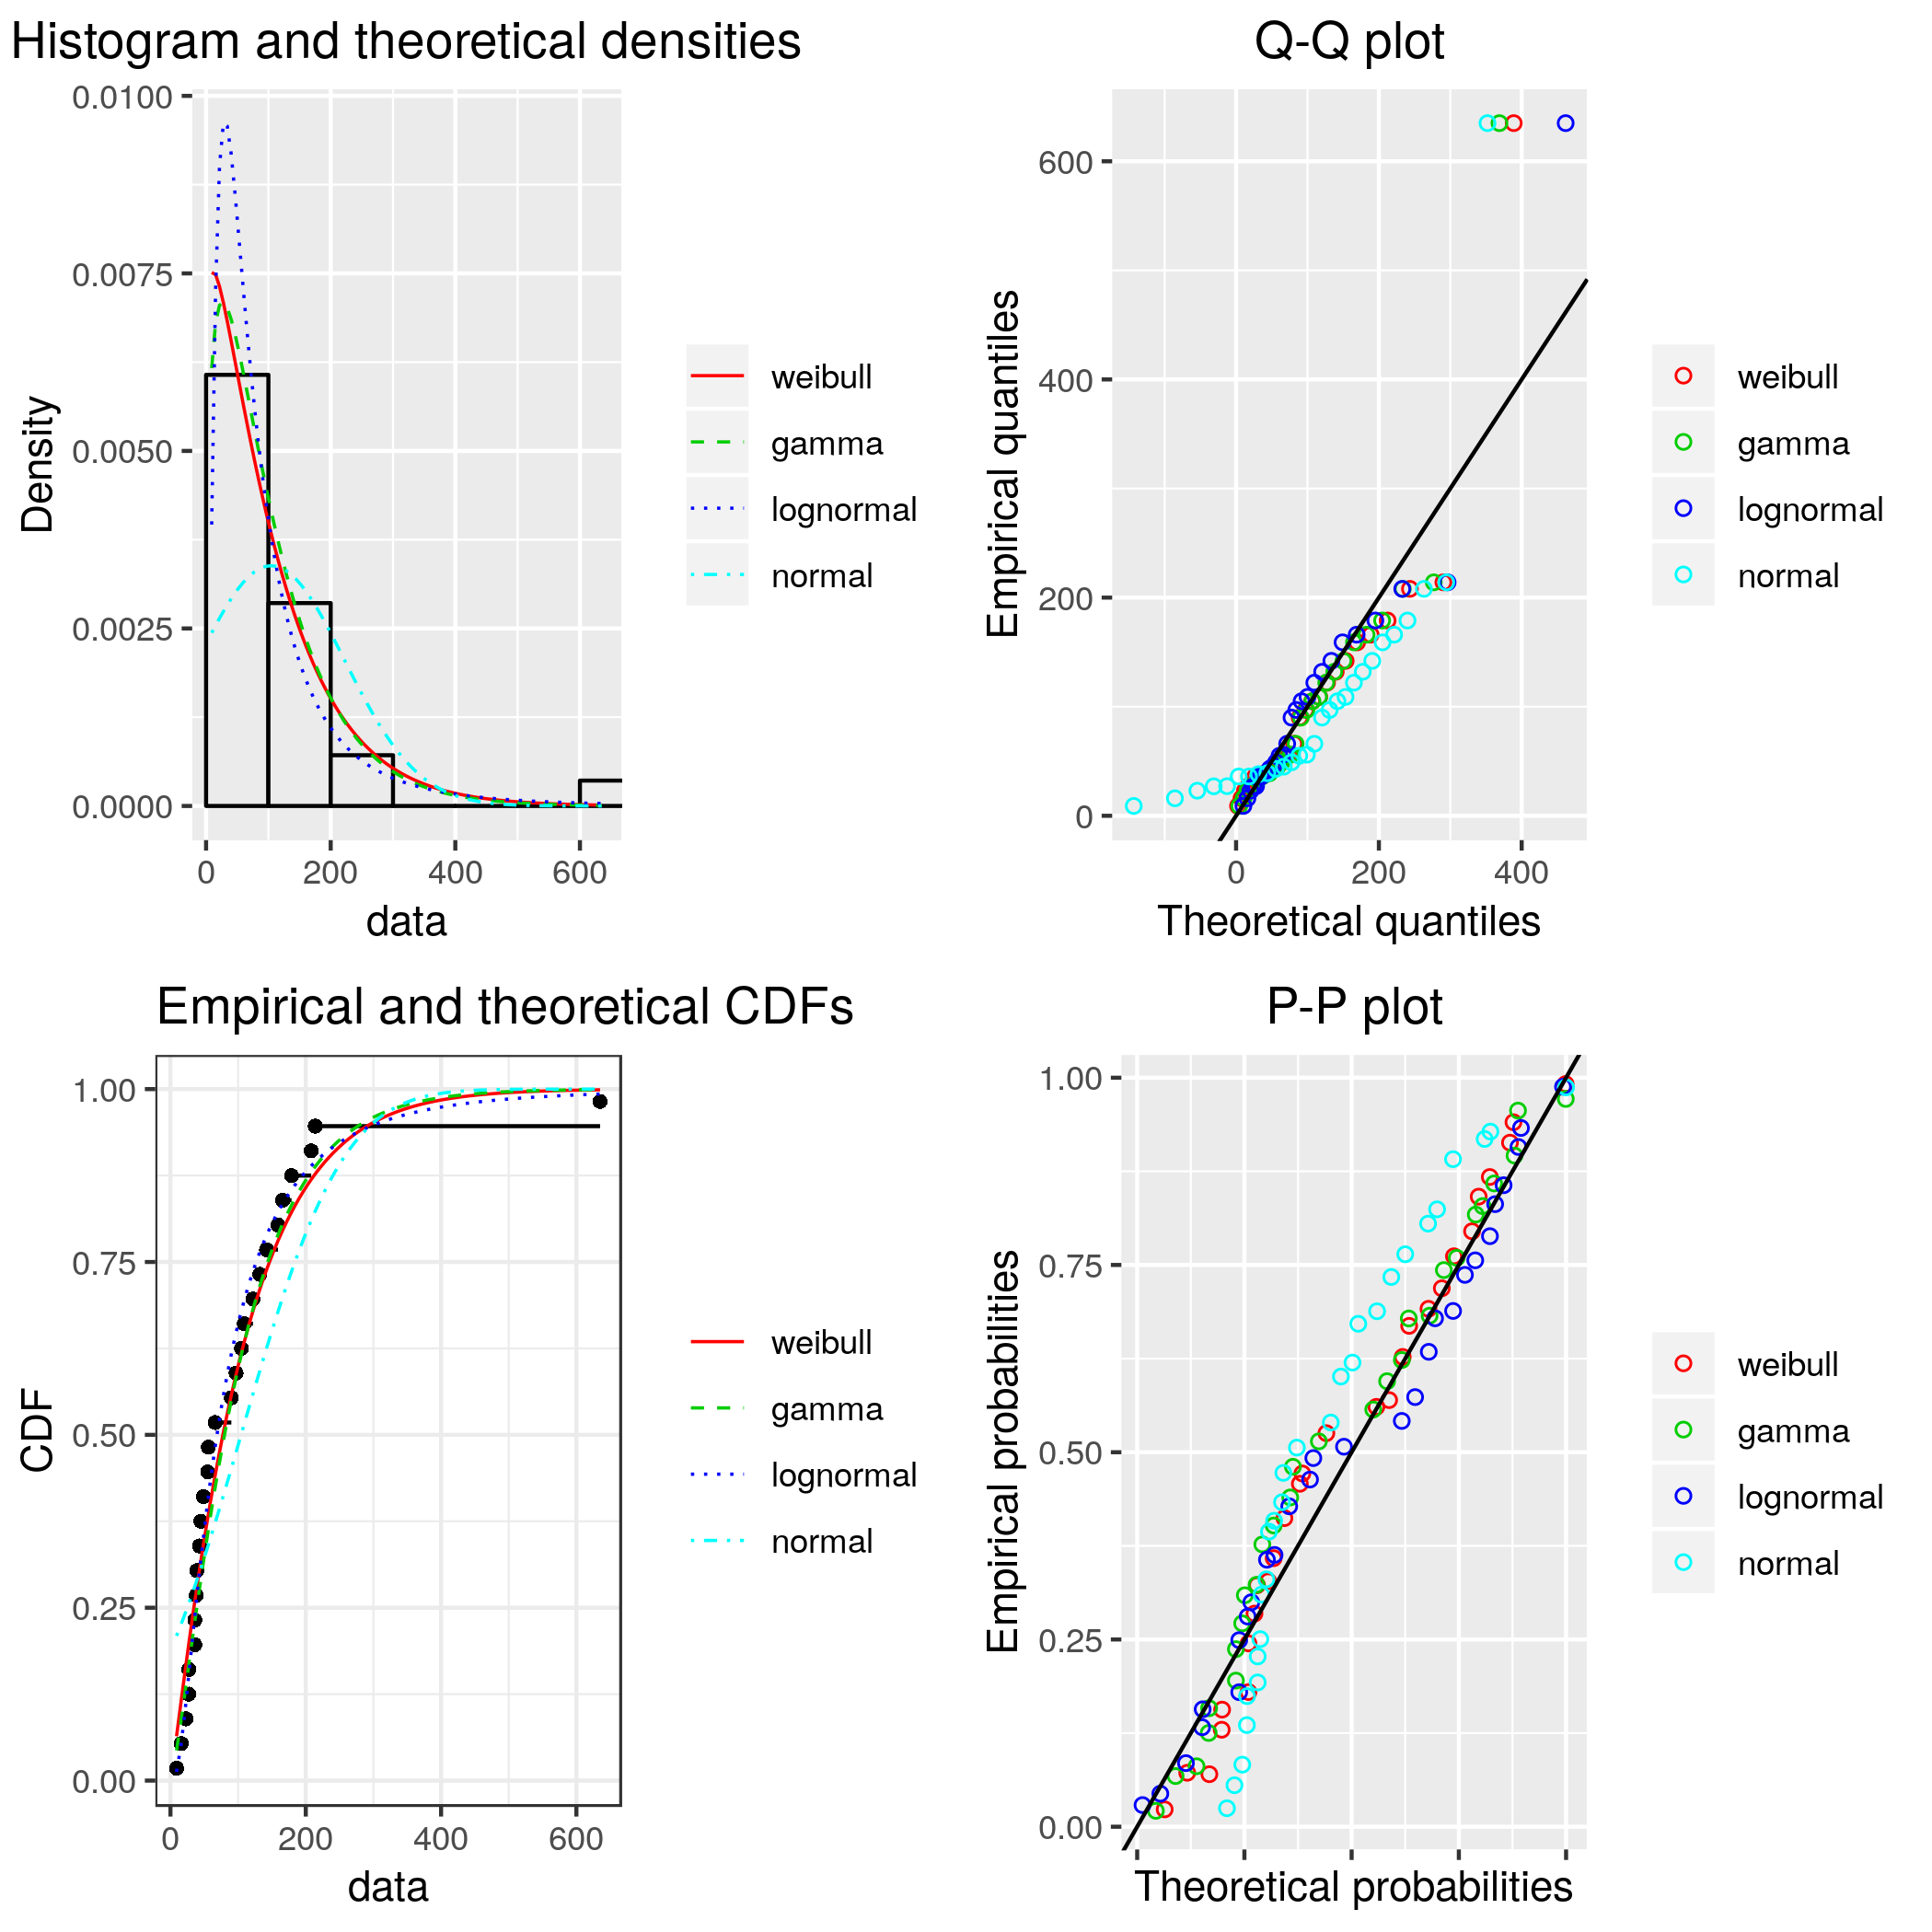 Histogram and theoretical densities
0.0100
0.0075
0.0050
0.0025
0.0000
Density
0 200 400 600
data
weibull
gamma
lognormal
normal
Q-Q plot
600
400
200
0
Empirical quantiles
0 200 400
Theoretical quantiles
weibull
gamma
lognormal
normal
Empirical and theoretical CDFs
1.00
0.75
0.50
0.25
0.00
CDF
0 200 400 600
data
weibull
gamma
lognormal
normal
P-P plot
1.00
0.75
0.50
0.25
0.00
Empirical probabilities
Theoretical probabilities
weibull
gamma
lognormal
normal